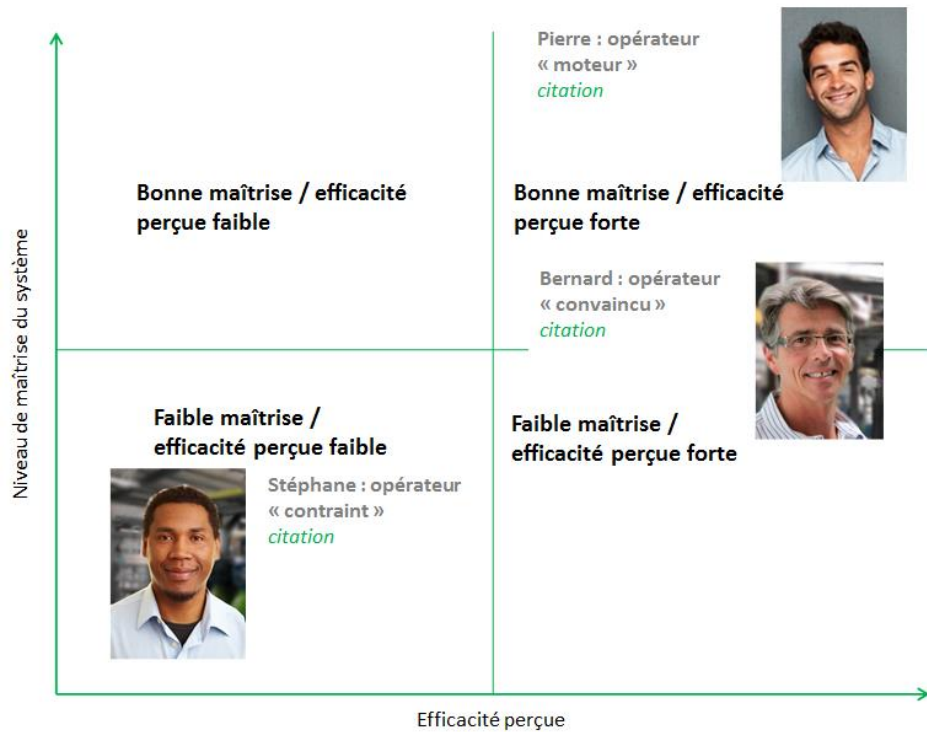 Pierre : opérateur
« moteur »
citation
Bonne maîtrise / efficacité
perçue faible
Bonne maîtrise / efficacité
perçue forte
Bernard : opérateur
« convaincu »
citation
Niveau de maîtrise du système
Faible maîtrise /
efficacité perçue faible
Faible maîtrise /
efficacité perçue forte
Stéphane : opérateur
« contraint »
citation
Efficacité perçue